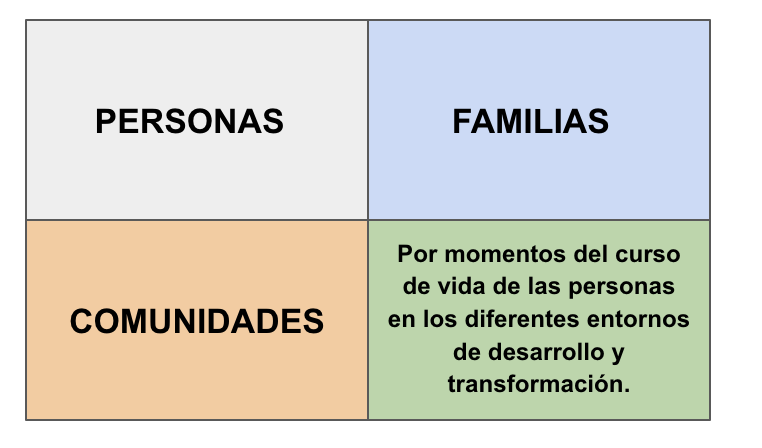 PERSONAS
FAMILIAS
COMUNIDADES
Por momentos del curso
de vida de las personas
en los diferentes entornos
de desarrollo y
transformación.